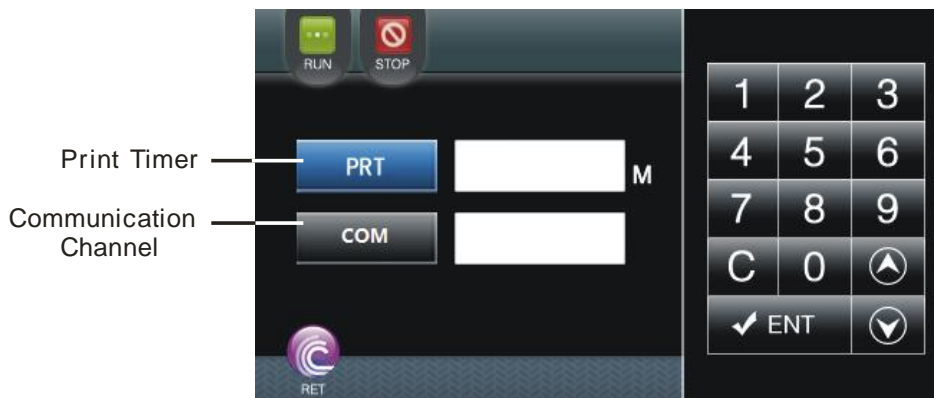 RUN
STOP
Print Timer
PRT
M
Communication
Channel
COM
RET
1 2 3
4 5 6
7 8 9
C 0
ENT